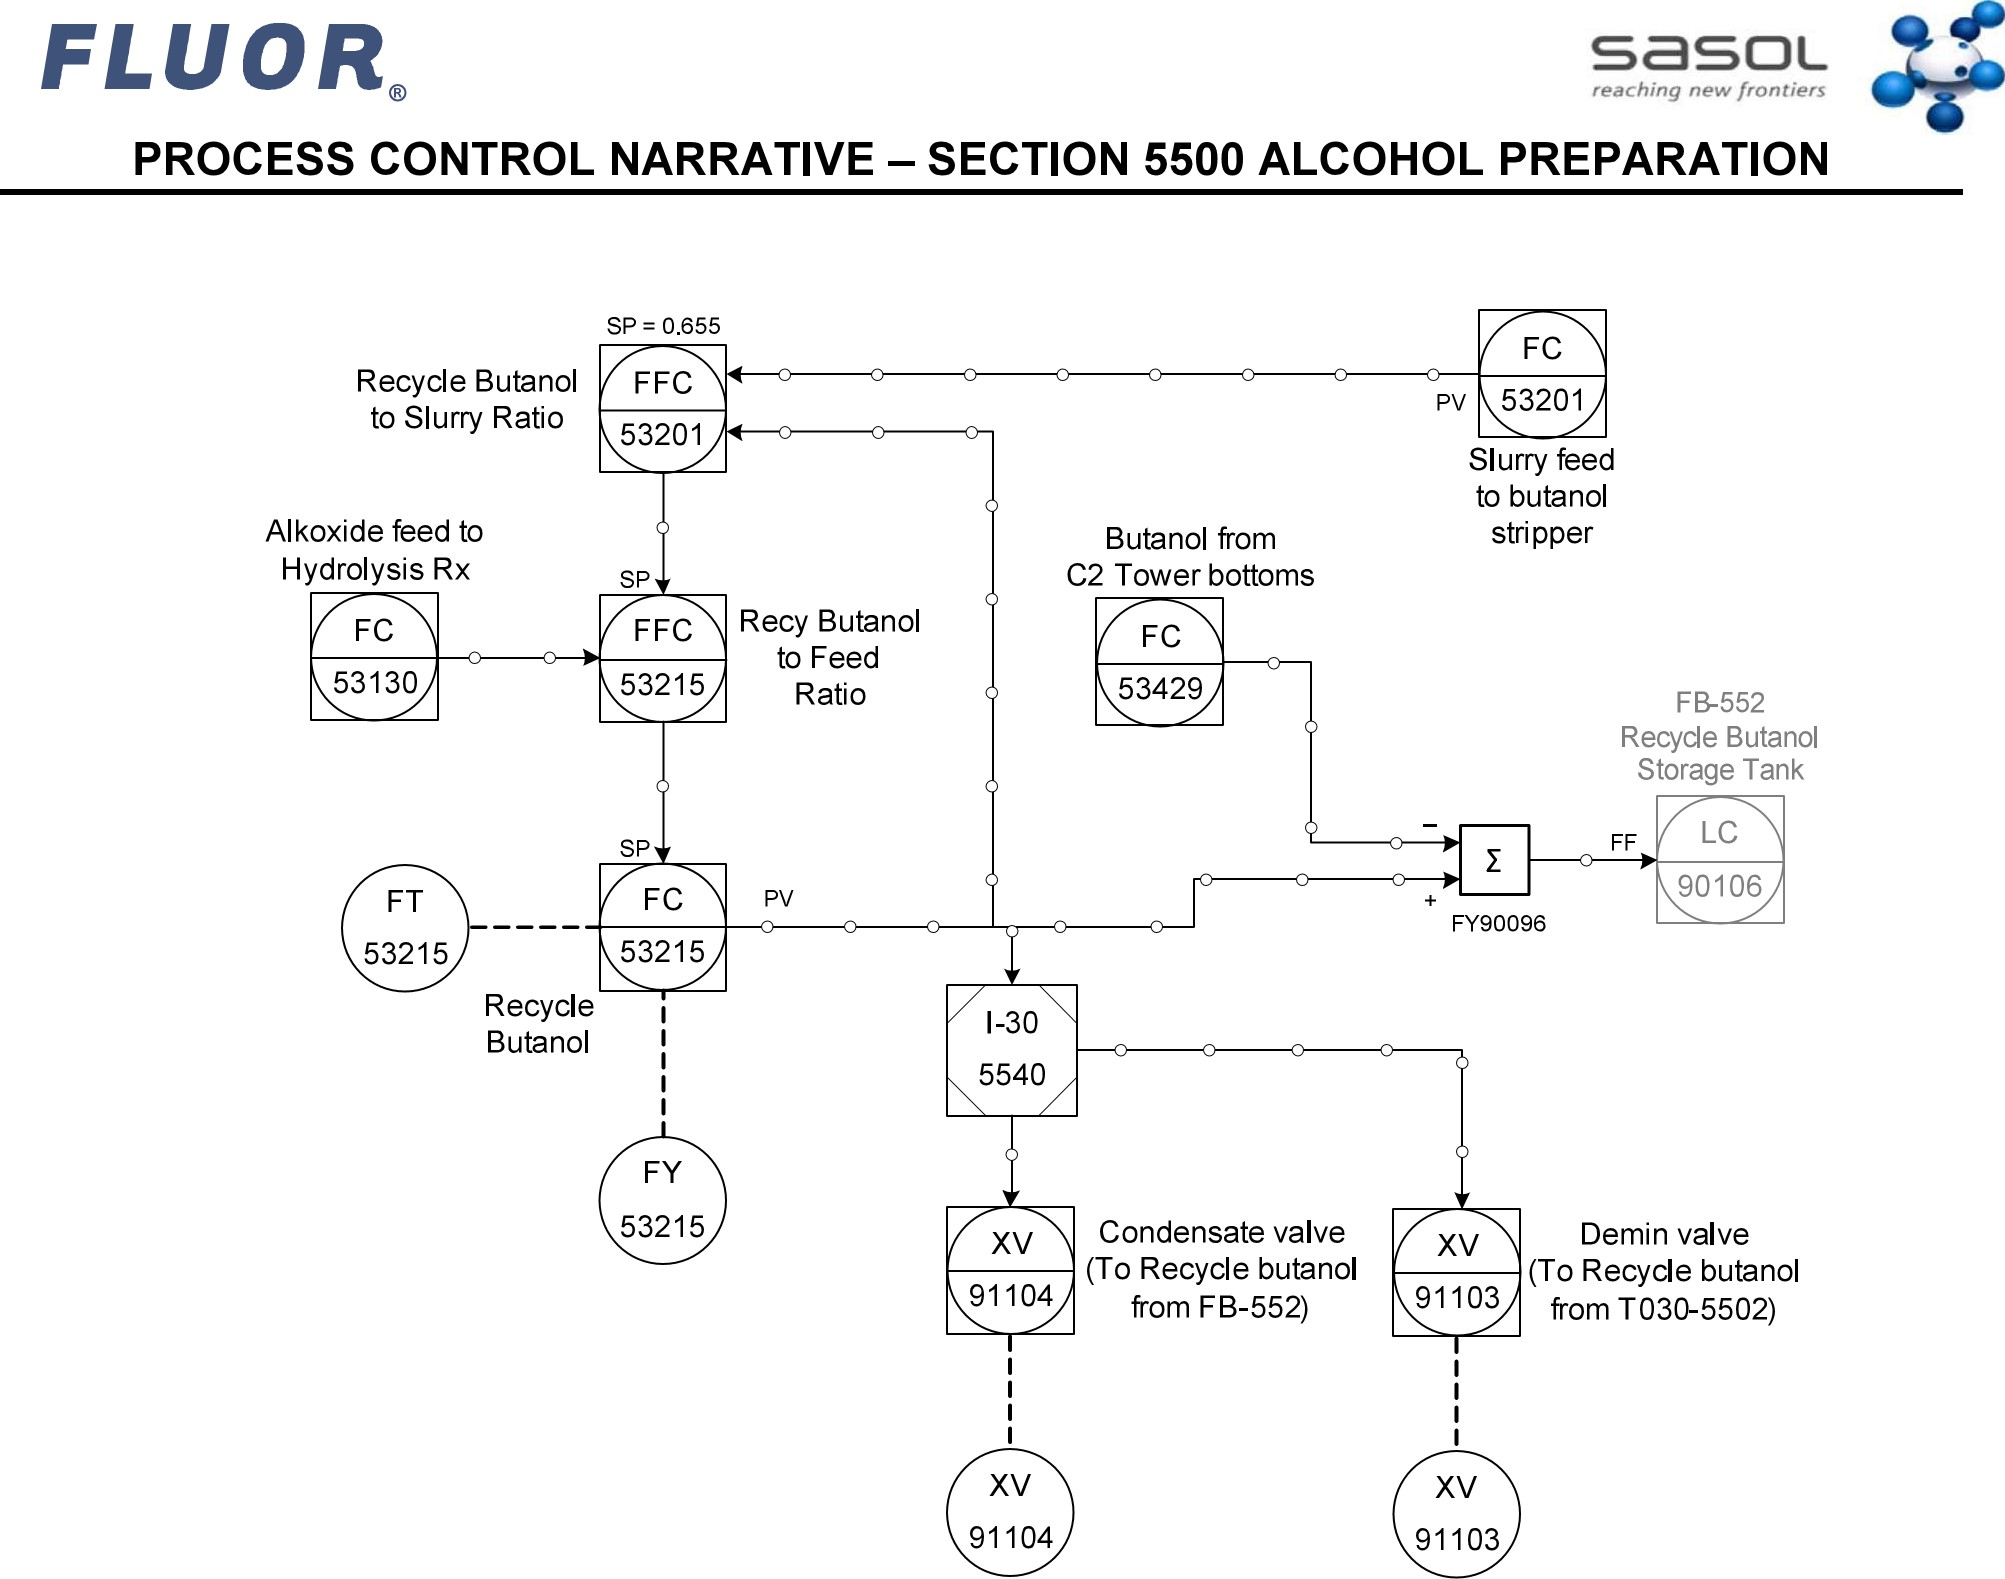 FLUOR®
sasol
reaching new frontiers
PROCESS CONTROL NARRATIVE – SECTION 5500 ALCOHOL PREPARATION
SP = 0.655
Recycle Butanol
to Slurry Ratio
FFC
53201
PV
FC
53201
Slurry feed
to butanol
stripper
Alkoxide feed to
Hydrolysis Rx
FC
53130
SP
FFC
53215
Recy Butanol
to Feed
Ratio
Butanol from
C2 Tower bottoms
FC
53429
FB-552
Recycle Butanol
Storage Tank
LC
90106
FF
–
Σ
+
FY90096
SP
FT
53215
FC
53215
PV
Recycle
Butanol
FY
53215
I-30
5540
XV
91104
Condensate valve
(To Recycle butanol
from FB-552)
XV
91103
Demin valve
(To Recycle butanol
from T030-5502)
XV
91104
XV
91103